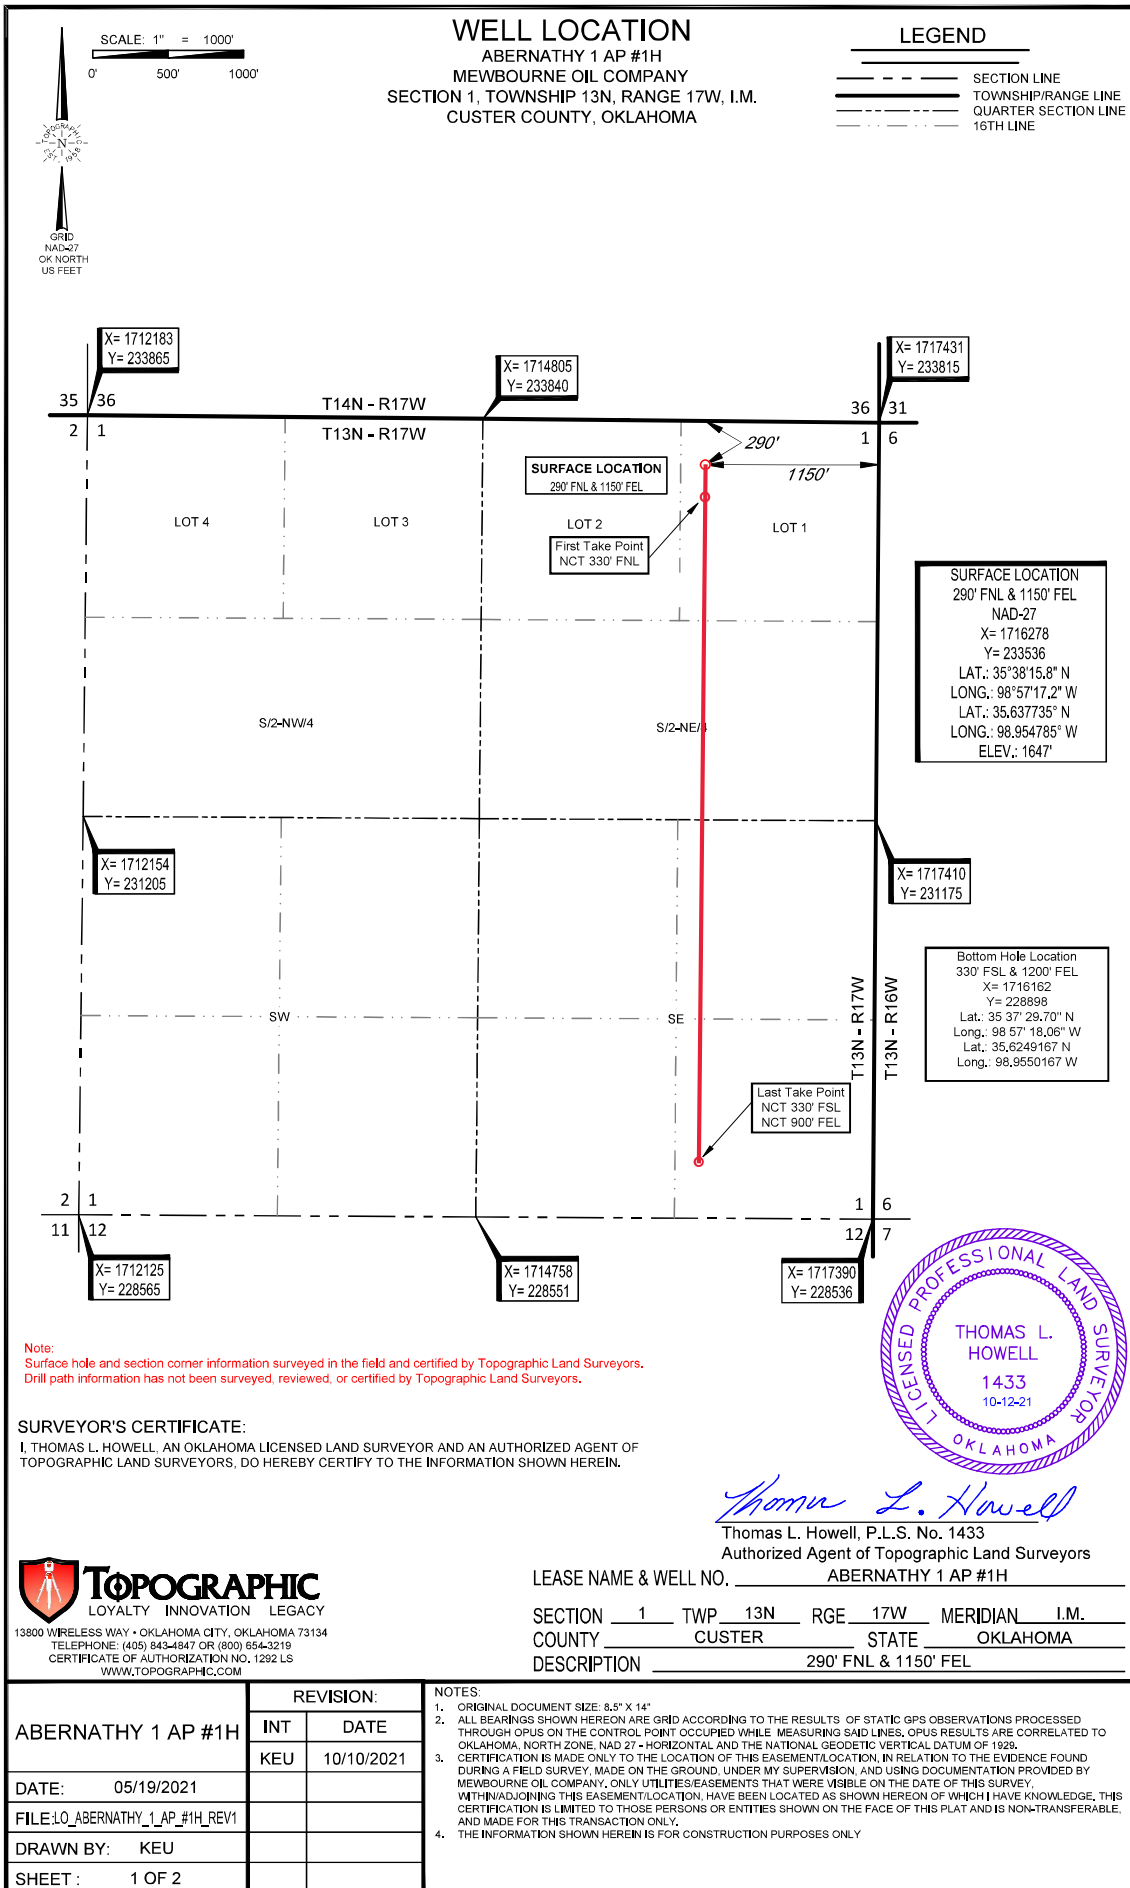 WELL LOCATION
ABERNATHY 1 AP #1H
MEWBOURNE OIL COMPANY
SECTION 1, TOWNSHIP 13N, RANGE 17W, I.M.
CUSTER COUNTY, OKLAHOMA
SCALE: 1" = 1000'
0' 500' 1000'
TOPOGRAPHIC
N
EST. 1958
GRID
NAD-27
OK NORTH
US FEET
LEGEND
SECTION LINE
TOWNSHIP/RANGE LINE
QUARTER SECTION LINE
16TH LINE
X= 1712183
Y= 233865
X= 1714805
Y= 233840
X= 1717431
Y= 233815
35 36
T14N - R17W
36 31
2 1
T13N - R17W
1 6
290'
1150'
SURFACE LOCATION
290' FNL & 1150' FEL
LOT 4
LOT 3
LOT 2
LOT 1
First Take Point
NCT 330' FNL
SURFACE LOCATION
290' FNL & 1150' FEL
NAD-27
X= 1716278
Y= 233536
LAT.: 35°38'15.8" N
LONG.: 98°57'17.2" W
LAT.: 35.637735° N
LONG.: 98.954785° W
ELEV.: 1647'
S/2-NW/4
S/2-NE/4
X= 1712154
Y= 231205
X= 1717410
Y= 231175
Bottom Hole Location
330' FSL & 1200' FEL
X= 1716162
Y= 228898
Lat.: 35 37' 29.70" N
Long.: 98 57' 18.06" W
Lat.: 35.6249167 N
Long.: 98.9550167 W
SW
SE
T13N - R17W
T13N - R16W
Last Take Point
NCT 330' FSL
NCT 900' FEL
2 1
11 12
1 6
12 7
X= 1712125
Y= 228565
X= 1714758
Y= 228551
X= 1717390
Y= 228536
LICENSED PROFESSIONAL LAND SURVEYOR
THOMAS L.
HOWELL
1433
10-12-21
OKLAHOMA
Note:
Surface hole and section corner information surveyed in the field and certified by Topographic Land Surveyors.
Drill path information has not been surveyed, reviewed, or certified by Topographic Land Surveyors.
SURVEYOR'S CERTIFICATE:
I, THOMAS L. HOWELL, AN OKLAHOMA LICENSED LAND SURVEYOR AND AN AUTHORIZED AGENT OF
TOPOGRAPHIC LAND SURVEYORS, DO HEREBY CERTIFY TO THE INFORMATION SHOWN HEREIN.
Thomas L. Howell
Thomas L. Howell, P.L.S. No. 1433
Authorized Agent of Topographic Land Surveyors
TOPOGRAPHIC
LOYALTY INNOVATION LEGACY
13800 WIRELESS WAY • OKLAHOMA CITY, OKLAHOMA 73134
TELEPHONE: (405) 843-4847 OR (800) 654-3219
CERTIFICATE OF AUTHORIZATION NO. 1292 LS
WWW.TOPOGRAPHIC.COM
LEASE NAME & WELL NO. ABERNATHY 1 AP #1H
SECTION 1 TWP 13N RGE 17W MERIDIAN I.M.
COUNTY CUSTER STATE OKLAHOMA
DESCRIPTION 290' FNL & 1150' FEL
ABERNATHY 1 AP #1H
REVISION:
INT DATE
KEU 10/10/2021
DATE: 05/19/2021
FILE:LO_ABERNATHY_1_AP_#1H_REV1
DRAWN BY: KEU
SHEET : 1 OF 2
NOTES:
1. ORIGINAL DOCUMENT SIZE: 8.5" X 14"
2. ALL BEARINGS SHOWN HEREON ARE GRID ACCORDING TO THE RESULTS OF STATIC GPS OBSERVATIONS PROCESSED
THROUGH OPUS ON THE CONTROL POINT OCCUPIED WHILE MEASURING SAID LINES. OPUS RESULTS ARE CORRELATED TO
OKLAHOMA, NORTH ZONE, NAD 27 - HORIZONTAL AND THE NATIONAL GEODETIC VERTICAL DATUM OF 1929.
3. CERTIFICATION IS MADE ONLY TO THE LOCATION OF THIS EASEMENT/LOCATION, IN RELATION TO THE EVIDENCE FOUND
DURING A FIELD SURVEY, MADE ON THE GROUND, UNDER MY SUPERVISION, AND USING DOCUMENTATION PROVIDED BY
MEWBOURNE OIL COMPANY. ONLY UTILITIES/EASEMENTS THAT WERE VISIBLE ON THE DATE OF THIS SURVEY,
WITHIN/ADJOINING THIS EASEMENT/LOCATION, HAVE BEEN LOCATED AS SHOWN HEREON OF WHICH I HAVE KNOWLEDGE. THIS
CERTIFICATION IS LIMITED TO THOSE PERSONS OR ENTITIES SHOWN ON THE FACE OF THIS PLAT AND IS NON-TRANSFERABLE,
AND MADE FOR THIS TRANSACTION ONLY.
4. THE INFORMATION SHOWN HEREIN IS FOR CONSTRUCTION PURPOSES ONLY